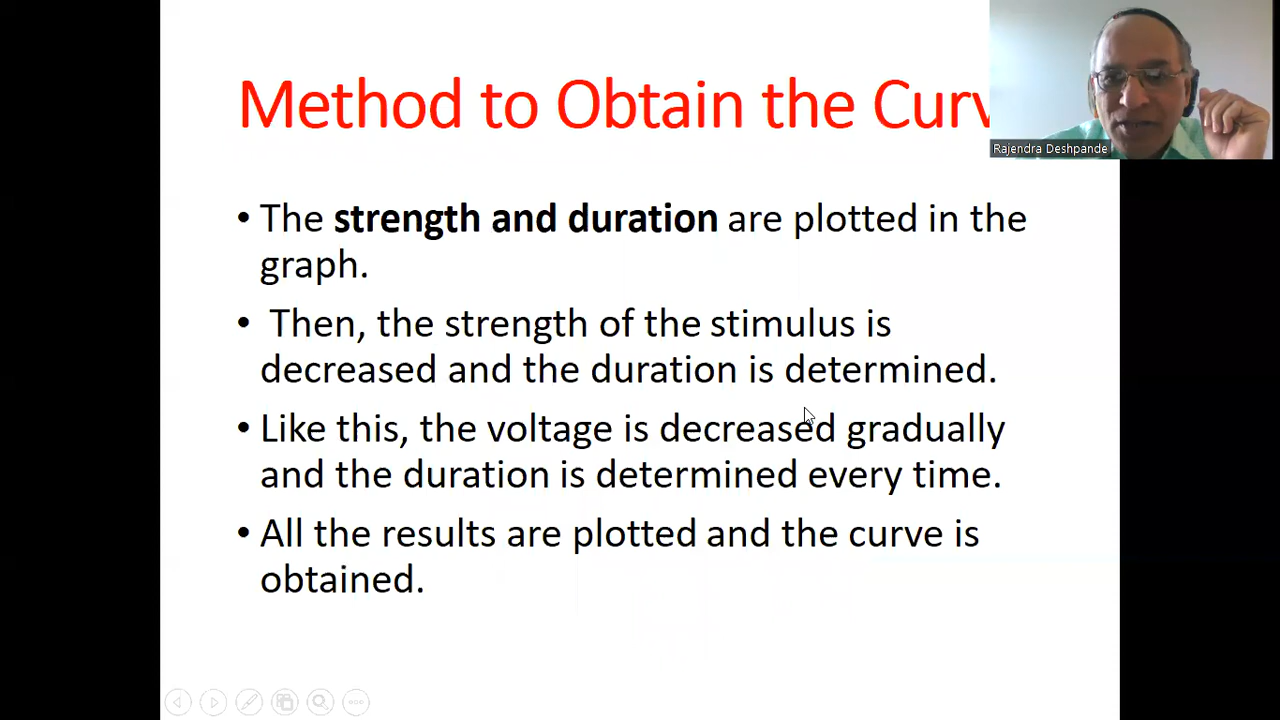 Method to Obtain the Curv
Rajendra Deshpande
• The strength and duration are plotted in the
graph.
• Then, the strength of the stimulus is
decreased and the duration is determined.
• Like this, the voltage is decreased gradually
and the duration is determined every time.
• All the results are plotted and the curve is
obtained.